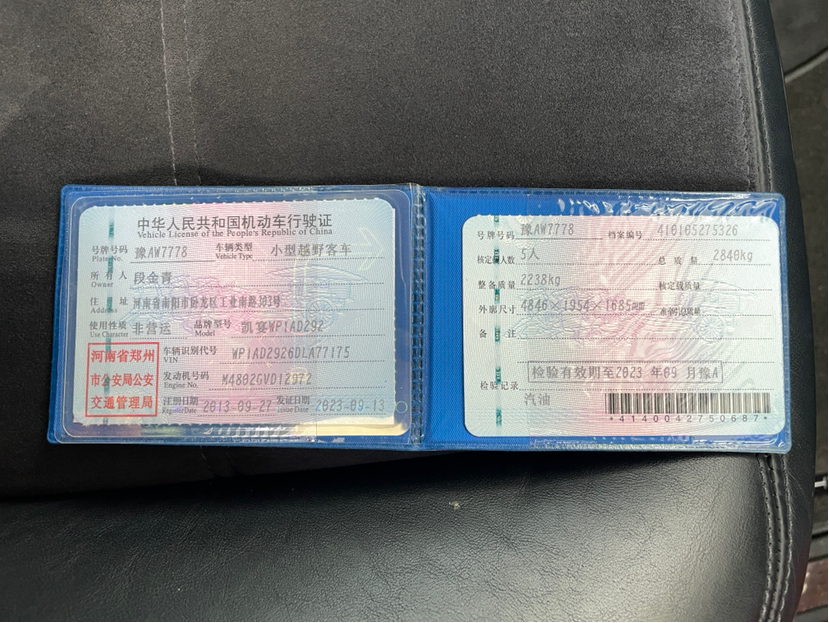 中华人民共和国机动车行驶证
Vehicle License of the People's Republic of China
号牌号码 豫AW7778 车辆类型 小型越野客车
Plate No. Vehicle Type
所有人 段金青
Owner
住址 河南省南阳市卧龙区工业南路303号
Address
使用性质 非营运 品牌型号 凯宴WP1AD292
Use Character Model
河南省郑州
市公安局公安
交通管理局
车辆识别代号 WP1AD2926DLA77175
VIN
发动机号码 M4802GVD12972
Engine No.
注册日期 2013-09-27 发证日期 2023-09-13
Register Date Issue Date
号牌号码 豫AW7778 档案编号 410105275326
核定载人数 5人 总质量 2840kg
整备质量 2238kg 核定载质量
外廓尺寸 4846×1954×1685mm 准牵引总质量
备注
检验有效期至2023年09月豫A
检验记录
汽油
*4140042750687*